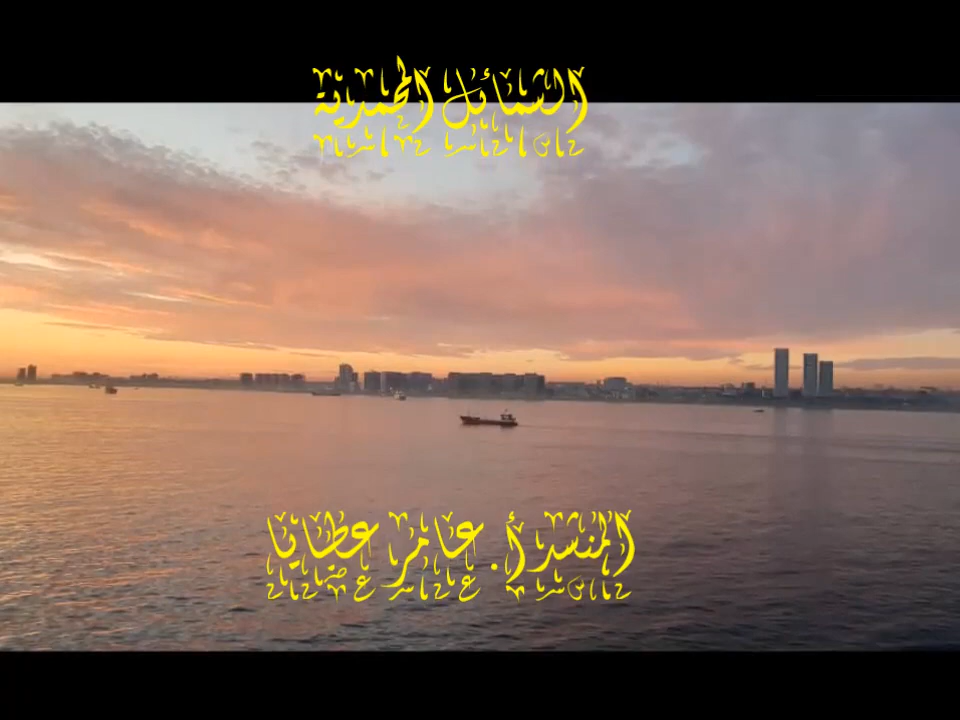 الشمائل المحمدية
المنشد أ. عامر عطايا